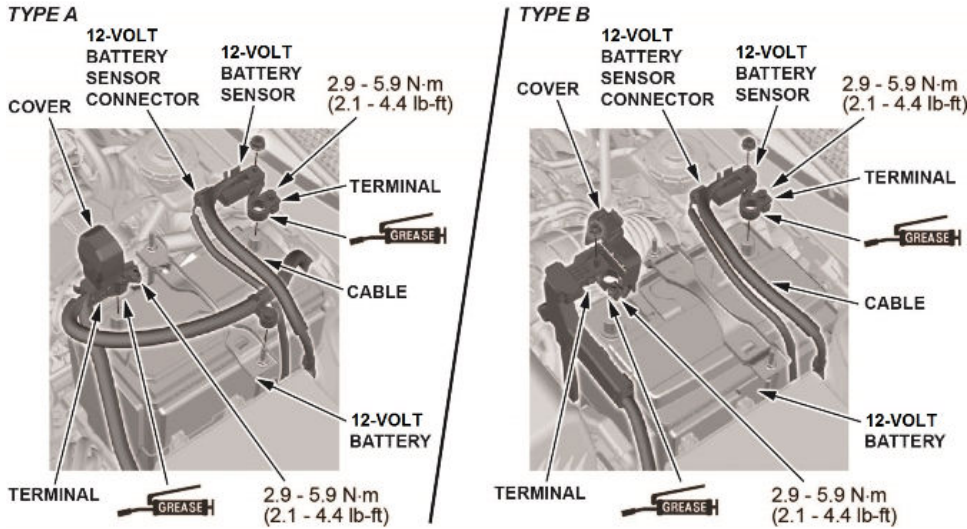 TYPE A
12-VOLT
BATTERY
SENSOR
CONNECTOR
12-VOLT
BATTERY
SENSOR
2.9 - 5.9 N·m
(2.1 - 4.4 lb-ft)
COVER
TERMINAL
GREASE
CABLE
12-VOLT
BATTERY
TERMINAL
GREASE
2.9 - 5.9 N·m
(2.1 - 4.4 lb-ft)
TYPE B
12-VOLT
BATTERY
SENSOR
CONNECTOR
12-VOLT
BATTERY
SENSOR
2.9 - 5.9 N·m
(2.1 - 4.4 lb-ft)
COVER
TERMINAL
GREASE
CABLE
12-VOLT
BATTERY
TERMINAL
GREASE
2.9 - 5.9 N·m
(2.1 - 4.4 lb-ft)